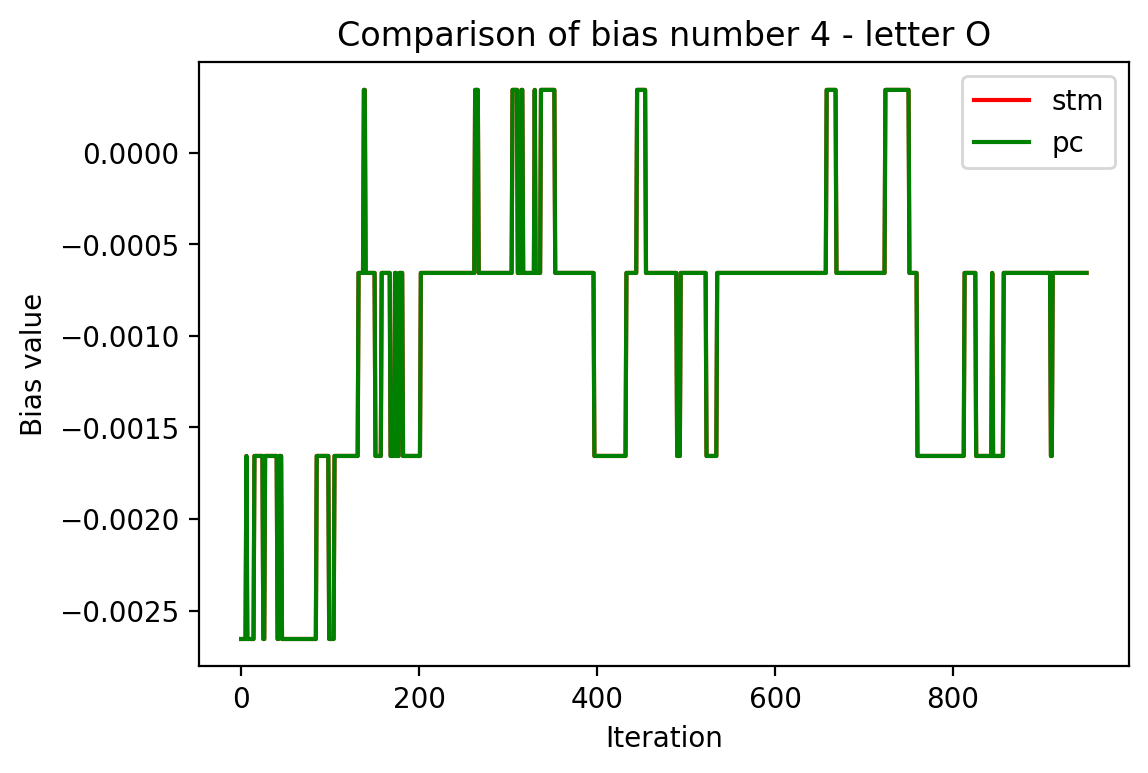 Comparison of bias number 4 - letter O
stm
pc
0.0000
−0.0005
−0.0010
−0.0015
−0.0020
−0.0025
Bias value
0 200 400 600 800
Iteration